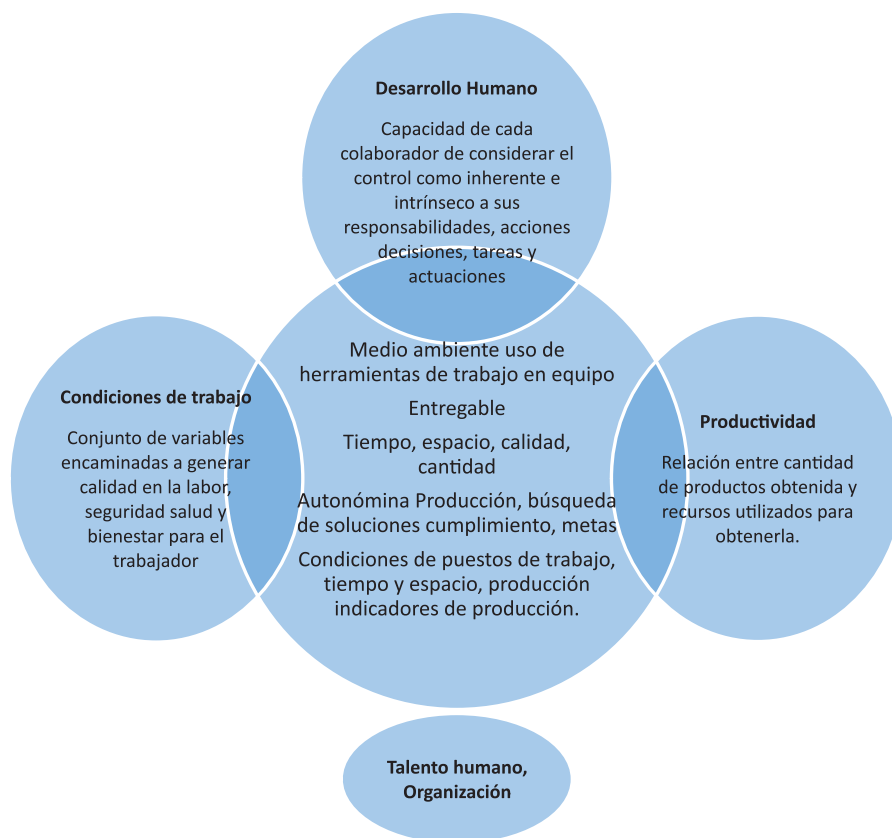 Desarrollo Humano
Capacidad de cada
colaborador de considerar el
control como inherente e
intrínseco a sus
responsabilidades, acciones
decisiones, tareas y
actuaciones
Medio ambiente uso de
herramientas de trabajo en equipo
Entregable
Tiempo, espacio, calidad,
cantidad
Autonómina Producción, búsqueda
de soluciones cumplimiento, metas
Condiciones de puestos de trabajo,
tiempo y espacio, producción
indicadores de producción.
Condiciones de trabajo
Conjunto de variables
encaminadas a generar
calidad en la labor,
seguridad salud y
bienestar para el
trabajador
Productividad
Relación entre cantidad
de productos obtenida y
recursos utilizados para
obtenerla.
Talento humano,
Organización